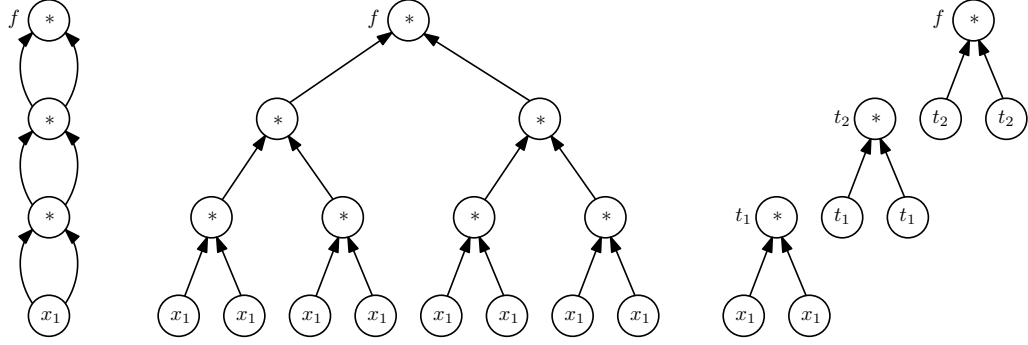 f * f * f *
* * * t₂ * t₂ t₂
* * * * * t₁ * t₁ t₁
x₁ x₁ x₁ x₁ x₁ x₁ x₁ x₁ x₁ x₁ x₁